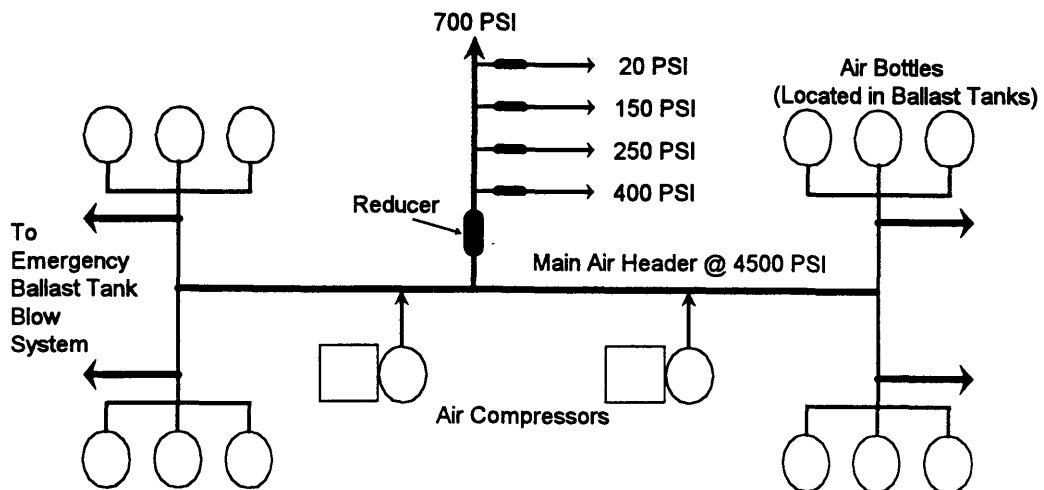 700 PSI
20 PSI
150 PSI
250 PSI
400 PSI
Air Bottles
(Located in Ballast Tanks)
Reducer
To
Emergency
Ballast Tank
Blow
System
Main Air Header @ 4500 PSI
Air Compressors